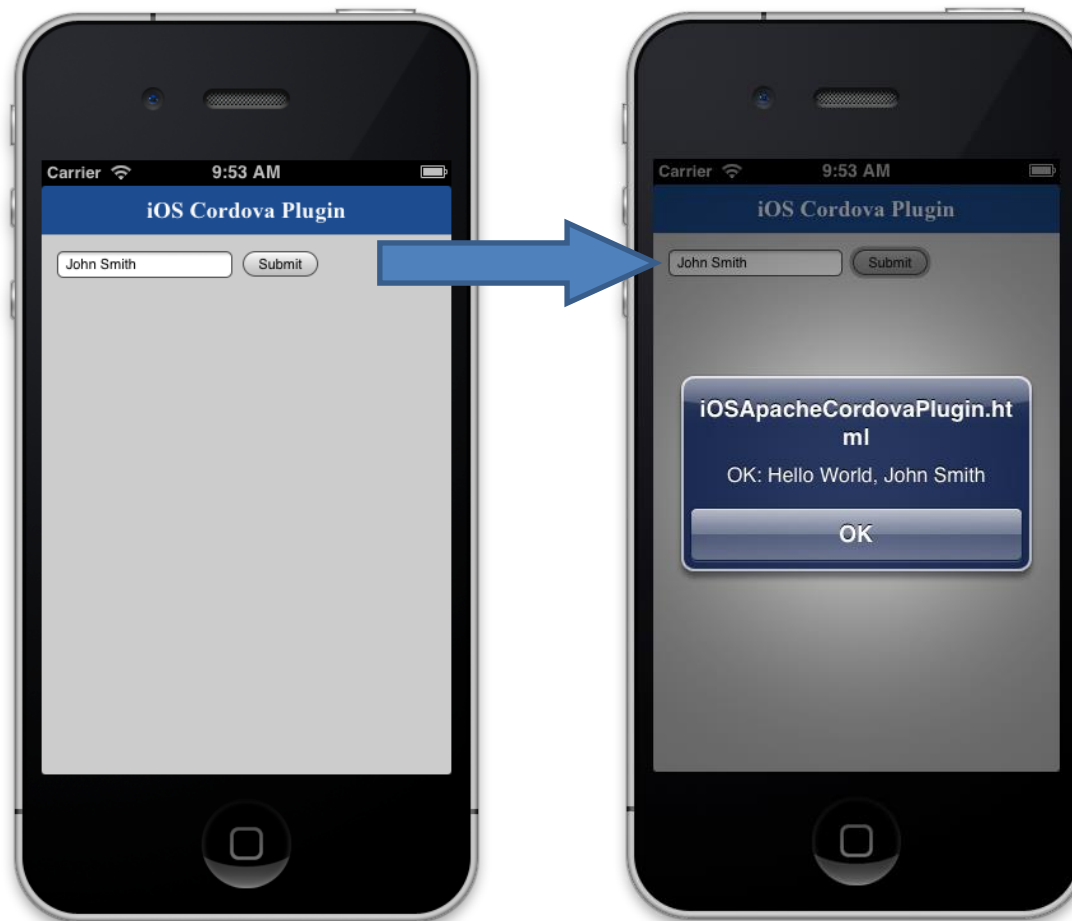 Carrier 9:53 AM
iOS Cordova Plugin
John Smith Submit
Carrier 9:53 AM
iOS Cordova Plugin
John Smith Submit
iOSApacheCordovaPlugin.ht
ml
OK: Hello World, John Smith
OK